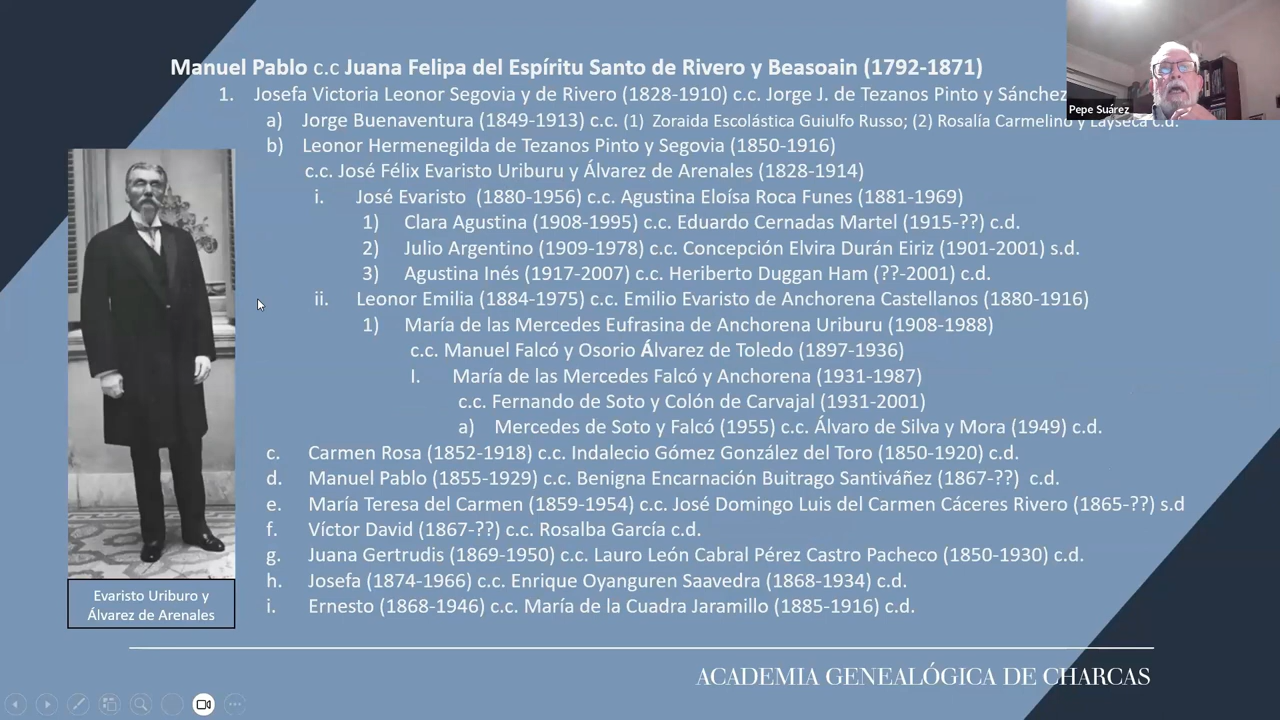 Manuel Pablo c.c Juana Felipa del Espíritu Santo de Rivero y Beasoain (1792-1871)
1. Josefa Victoria Leonor Segovia y de Rivero (1828-1910) c.c. Jorge J. de Tezanos Pinto y Sánchez
Pepe Suárez
a) Jorge Buenaventura (1849-1913) c.c. (1) Zoraida Escolástica Guiulfo Russo; (2) Rosalía Carmelino y Layseca c.d.
b) Leonor Hermenegilda de Tezanos Pinto y Segovia (1850-1916)
c.c. José Félix Evaristo Uriburu y Álvarez de Arenales (1828-1914)
i. José Evaristo (1880-1956) c.c. Agustina Eloísa Roca Funes (1881-1969)
1) Clara Agustina (1908-1995) c.c. Eduardo Cernadas Martel (1915-??) c.d.
2) Julio Argentino (1909-1978) c.c. Concepción Elvira Durán Eiriz (1901-2001) s.d.
3) Agustina Inés (1917-2007) c.c. Heriberto Duggan Ham (??-2001) c.d.
ii. Leonor Emilia (1884-1975) c.c. Emilio Evaristo de Anchorena Castellanos (1880-1916)
1) María de las Mercedes Eufrasina de Anchorena Uriburu (1908-1988)
c.c. Manuel Falcó y Osorio Álvarez de Toledo (1897-1936)
I. María de las Mercedes Falcó y Anchorena (1931-1987)
c.c. Fernando de Soto y Colón de Carvajal (1931-2001)
a) Mercedes de Soto y Falcó (1955) c.c. Álvaro de Silva y Mora (1949) c.d.
c. Carmen Rosa (1852-1918) c.c. Indalecio Gómez González del Toro (1850-1920) c.d.
d. Manuel Pablo (1855-1929) c.c. Benigna Encarnación Buitrago Santiváñez (1867-??) c.d.
e. María Teresa del Carmen (1859-1954) c.c. José Domingo Luis del Carmen Cáceres Rivero (1865-??) s.d
f. Víctor David (1867-??) c.c. Rosalba García c.d.
g. Juana Gertrudis (1869-1950) c.c. Lauro León Cabral Pérez Castro Pacheco (1850-1930) c.d.
h. Josefa (1874-1966) c.c. Enrique Oyanguren Saavedra (1868-1934) c.d.
i. Ernesto (1868-1946) c.c. María de la Cuadra Jaramillo (1885-1916) c.d.
Evaristo Uriburo y
Álvarez de Arenales
ACADEMIA GENEALÓGICA DE CHARCAS